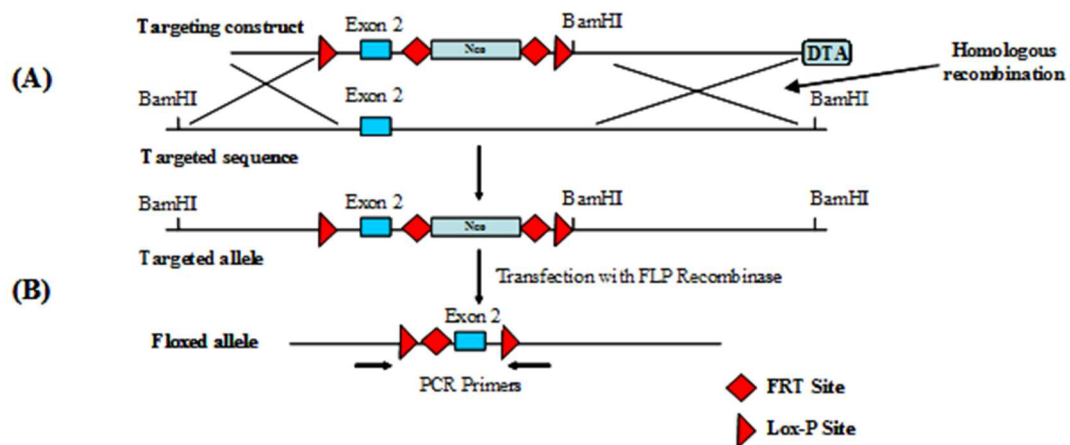 Targeting construct
Exon 2
BamHI
Neo
DTA
Homologous
recombination
(A)
BamHI
Exon 2
BamHI
Targeted sequence
BamHI
Exon 2
BamHI
BamHI
Neo
Targeted allele
(B)
Transfection with FLP Recombinase
Exon 2
Floxed allele
PCR Primers
FRT Site
Lox-P Site